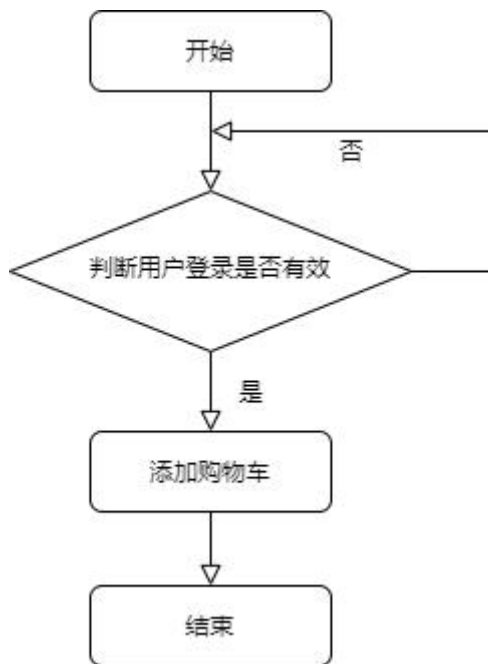 开始
否
判断用户登录是否有效
是
添加购物车
结束